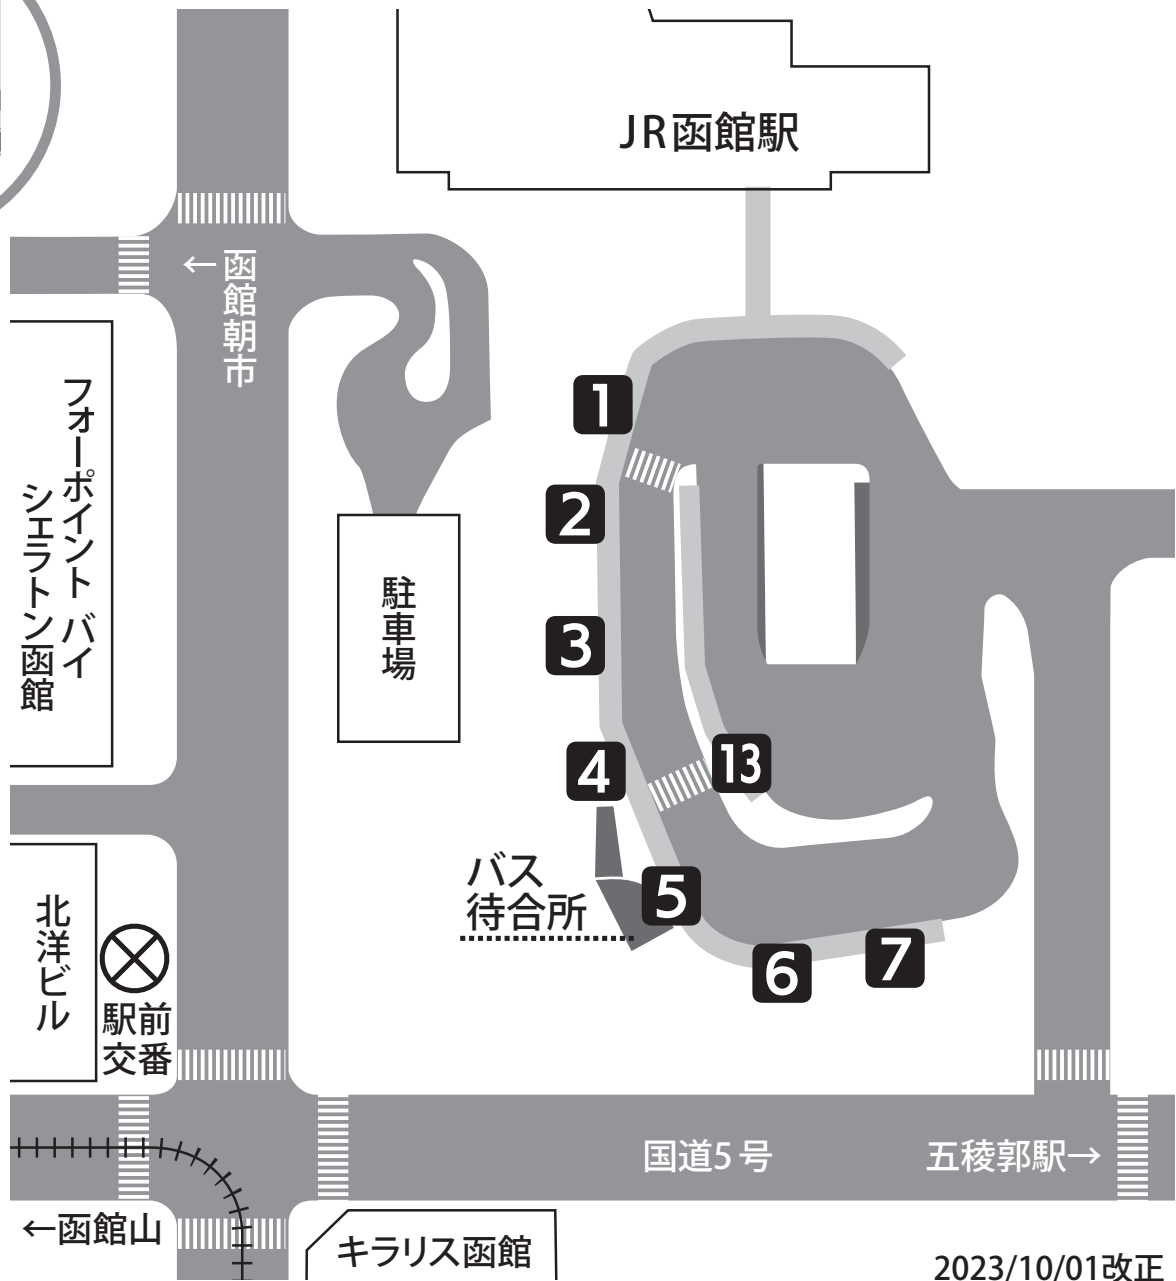 JR函館駅
←函館朝市
フォーポイント バイ
シェラトン函館
駐車場
1
2
3
4
13
バス
待合所
5
6
7
北洋ビル
駅前
交番
国道5号
五稜郭駅→
←函館山
キラリス函館
2023/10/01改正